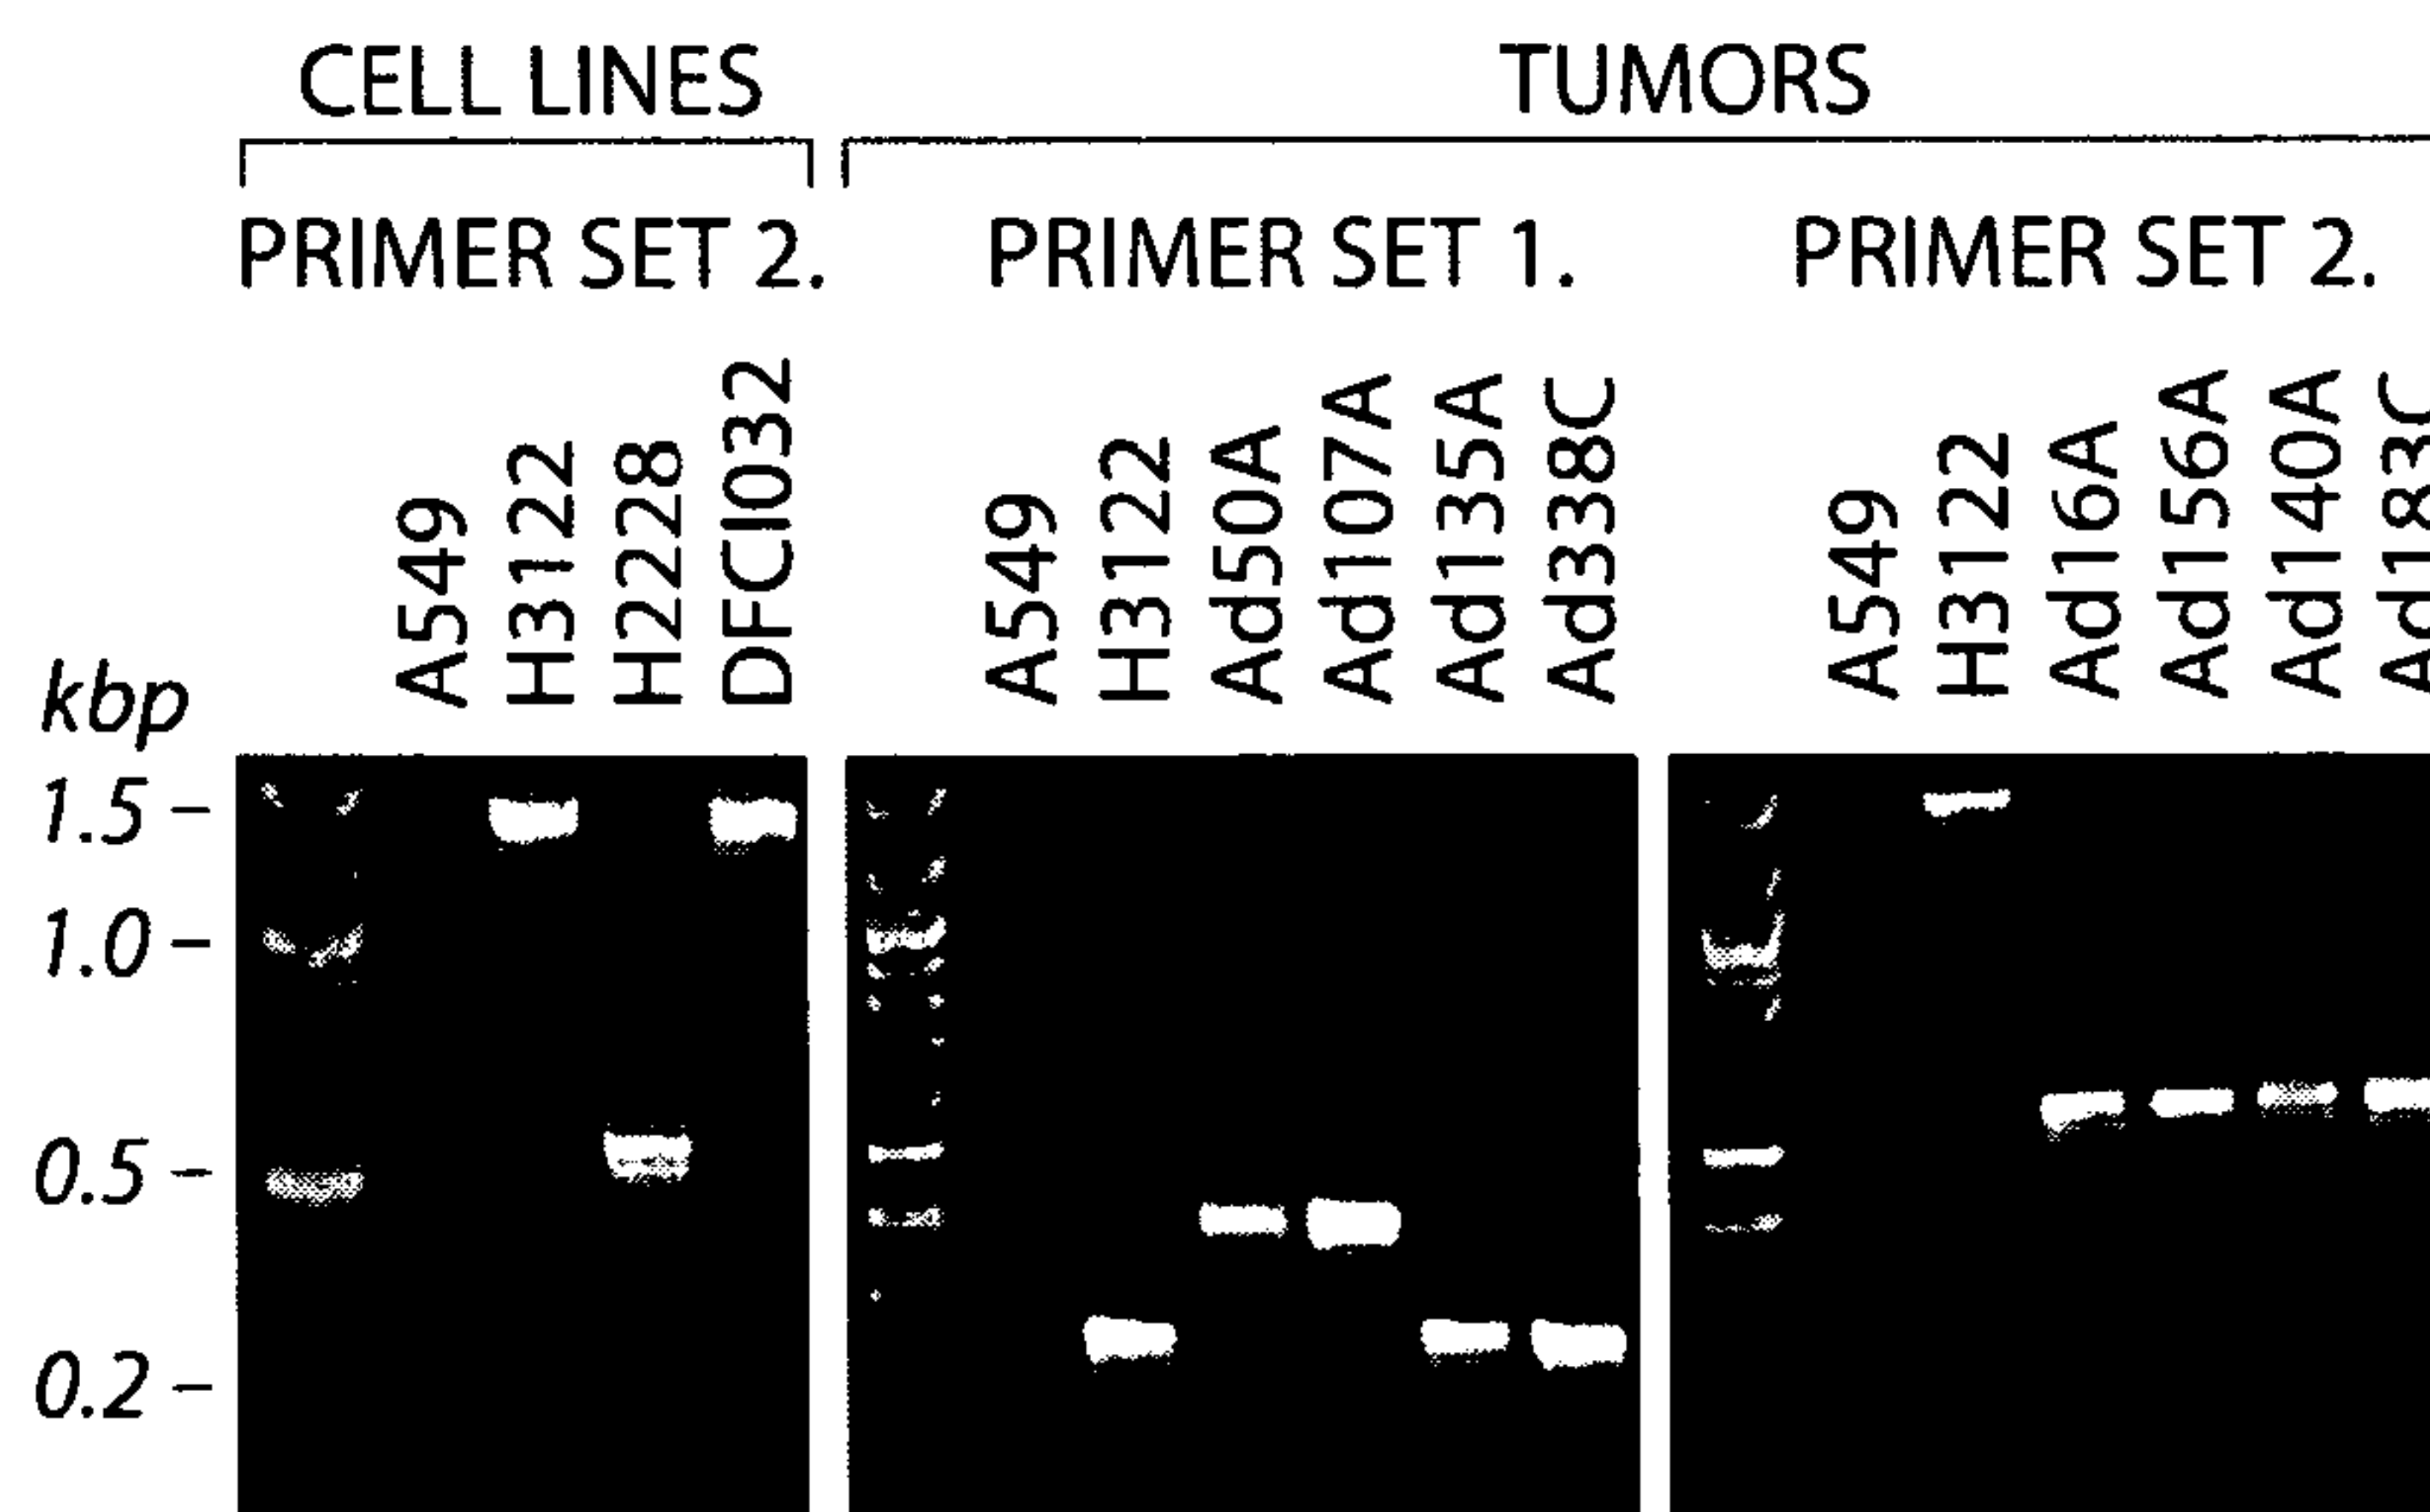 CELL LINES TUMORS
PRIMER SET 2. PRIMER SET 1. PRIMER SET 2.
A549 H3122 H2228 DFCI032 A549 H3122 Ad50A Ad107A Ad135A Ad338C A549 H3122 Ad16A Ad156A Ad140A Ad183C
kbp
1.5 –
1.0 –
0.5 –
0.2 –